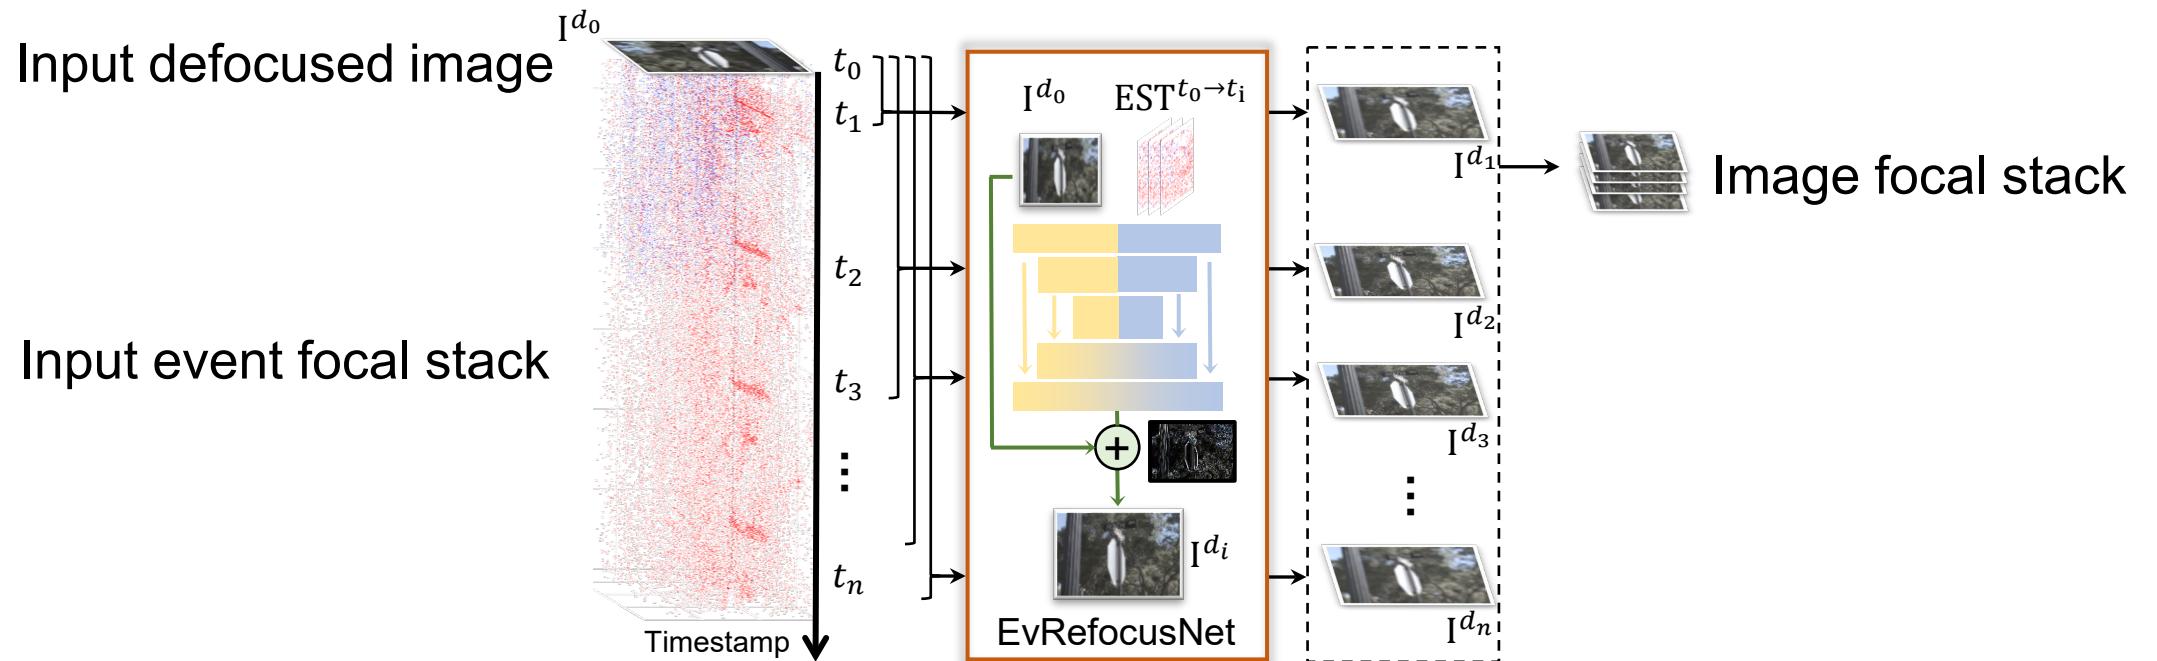 Input defocused image
I^{d_0}
Input event focal stack
Timestamp
t_0
t_1
t_2
t_3
⋮
t_n
I^{d_0}
EST^{t_0→t_i}
+
I^{d_i}
EvRefocusNet
I^{d_1}
I^{d_2}
I^{d_3}
⋮
I^{d_n}
Image focal stack